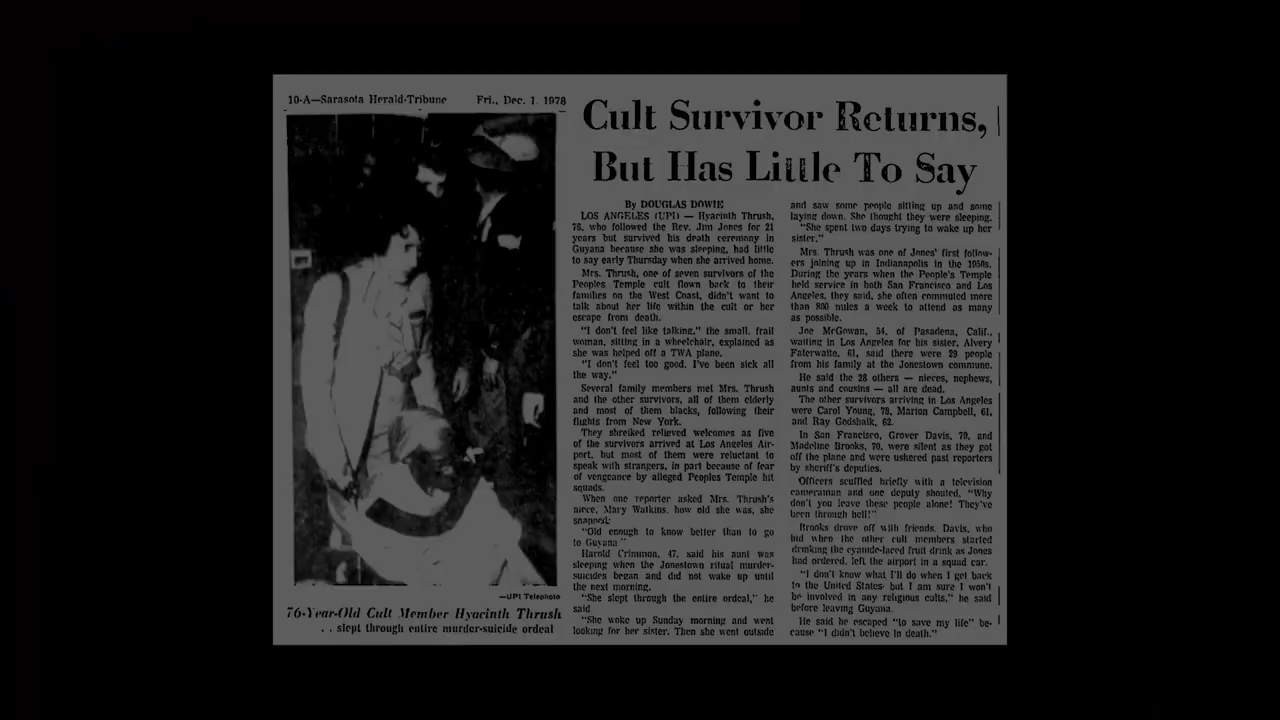 10-A—Sarasota Herald-Tribune Fri., Dec. 1, 1978
Cult Survivor Returns,
But Has Little To Say
By DOUGLAS DOWIE
LOS ANGELES (UPI) — Hyacinth Thrush,
76, who followed the Rev. Jim Jones for 21
years but survived his death ceremony in
Guyana because she was sleeping, had little
to say early Thursday when she arrived home.
Mrs. Thrush, one of seven survivors of the
Peoples Temple cult flown back to their
families on the West Coast, didn't want to
talk about her life within the cult or her
escape from death.
"I don't feel like talking," the small, frail
woman, sitting in a wheelchair, explained as
she was helped off a TWA plane.
"I don't feel too good. I've been sick all
the way."
Several family members met Mrs. Thrush
and the other survivors, all of them elderly
and most of them blacks, following their
flights from New York.
They shreiked relieved welcomes as five
of the survivors arrived at Los Angeles Air-
port, but most of them were reluctant to
speak with strangers, in part because of fear
of vengeance by alleged Peoples Temple hit
squads.
When one reporter asked Mrs. Thrush's
niece, Mary Watkins, how old she was, she
snapped:
"Old enough to know better than to go
to Guyana."
Harold Crimmon, 47, said his aunt was
sleeping when the Jonestown ritual murder-
suicides began and did not wake up until
the next morning.
"She slept through the entire ordeal," he
said
"She woke up Sunday morning and went
looking for her sister. Then she went outside
and saw some people sitting up and some
laying down. She thought they were sleeping.
"She spent two days trying to wake up her
sister."
Mrs. Thrush was one of Jones' first follow-
ers joining up in Indianapolis in the 1950s.
During the years when the People's Temple
held service in both San Francisco and Los
Angeles, they said, she often commuted more
than 800 miles a week to attend as many
as possible.
Joe McGowan, 54, of Pasadena, Calif.,
waiting in Los Angeles for his sister, Alvery
Faterwaite, 61, said there were 29 people
from his family at the Jonestown commune.
He said the 28 others — nieces, nephews,
aunts and cousins — all are dead.
The other survivors arriving in Los Angeles
were Carol Young, 78, Marion Campbell, 61,
and Ray Godshalk, 62.
In San Francisco, Grover Davis, 79, and
Madeline Brooks, 70, were silent as they got
off the plane and were ushered past reporters
by sheriff's deputies.
Officers scuffled briefly with a television
cameraman and one deputy shouted, "Why
don't you leave these people alone! They've
been through hell!"
Brooks drove off with friends. Davis, who
hid when the other cult members started
drinking the cyanide-laced fruit drink as Jones
had ordered, left the airport in a squad car.
"I don't know what I'll do when I get back
to the United States but I am sure I won't
be involved in any religious cults," he said
before leaving Guyana.
He said he escaped "to save my life" be-
cause "I didn't believe in death."
—UPI Telephoto
76-Year-Old Cult Member Hyacinth Thrush
. . slept through entire murder-suicide ordeal